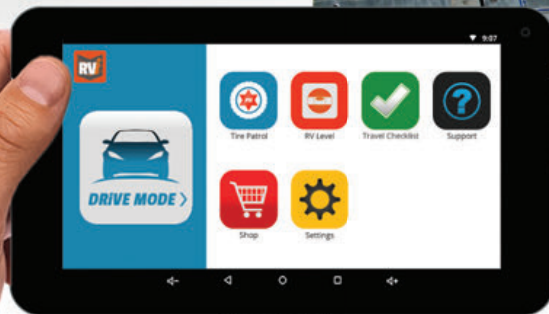 9:07
RV
Tire Patrol
RV Level
Travel Checklist
Support
DRiVE MODE
Shop
Settings